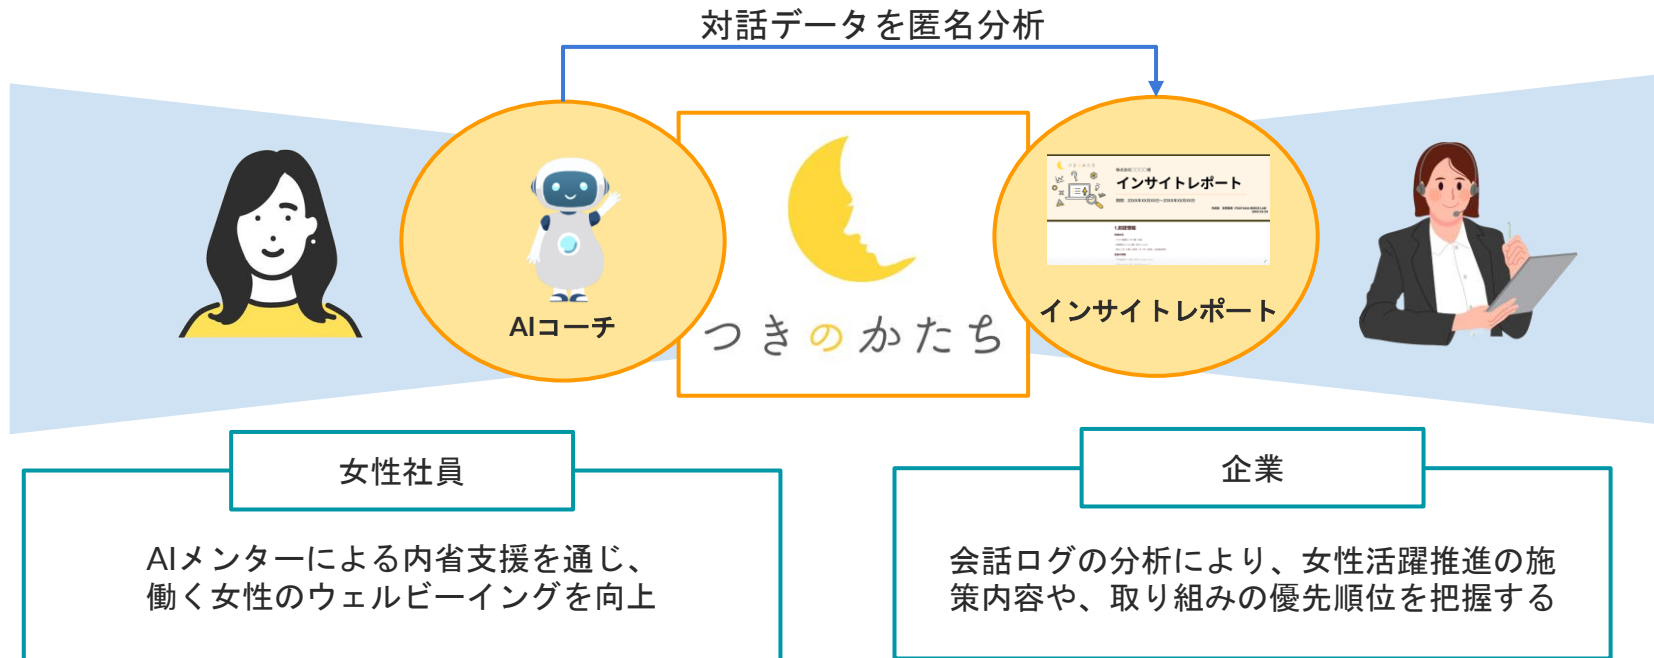 対話データを匿名分析
AIコーチ
つきのかたち
インサイトレポート
インサイトレポート
女性社員
AIメンターによる内省支援を通じ、
働く女性のウェルビーイングを向上
企業
会話ログの分析により、女性活躍推進の施
策内容や、取り組みの優先順位を把握する